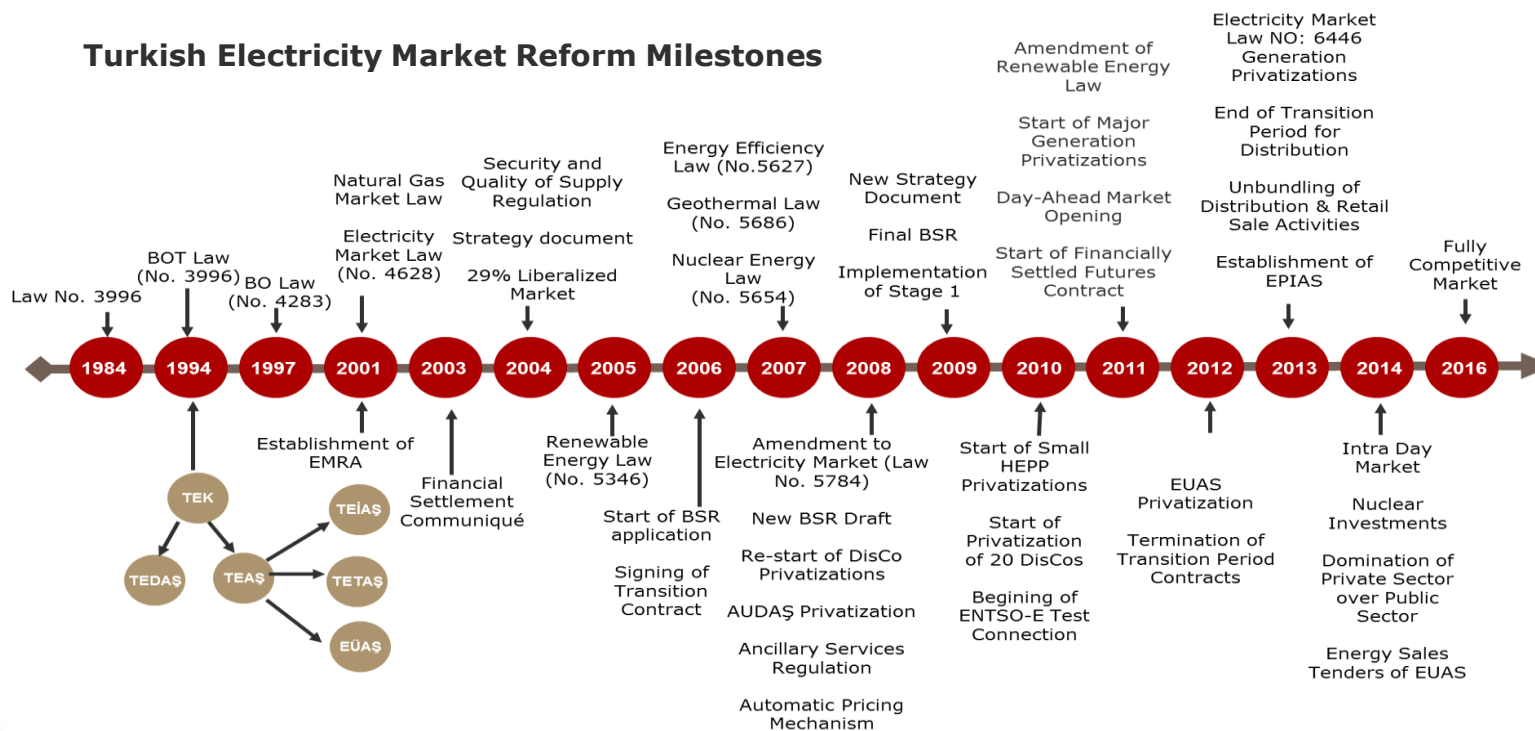 Turkish Electricity Market Reform Milestones
Law No. 3996
BOT Law
(No. 3996)
BO Law
(No. 4283)
Natural Gas
Market Law
Electricity
Market Law
(No. 4628)
Security and
Quality of Supply
Regulation
Strategy document
29% Liberalized
Market
Energy Efficiency
Law (No.5627)
Geothermal Law
(No. 5686)
Nuclear Energy
Law
(No. 5654)
New Strategy
Document
Final BSR
Implementation
of Stage 1
Amendment of
Renewable Energy
Law
Start of Major
Generation
Privatizations
Day-Ahead Market
Opening
Start of Financially
Settled Futures
Contract
Electricity Market
Law NO: 6446
Generation
Privatizations
End of Transition
Period for
Distribution
Unbundling of
Distribution & Retail
Sale Activities
Establishment of
EPIAS
Fully
Competitive
Market
1984
1994
1997
2001
2003
2004
2005
2006
2007
2008
2009
2010
2011
2012
2013
2014
2016
TEK
TEDAŞ
TEAŞ
TEİAŞ
TETAŞ
EÜAŞ
Establishment of
EMRA
Financial
Settlement
Communiqué
Renewable
Energy Law
(No. 5346)
Start of BSR
application
Signing of
Transition
Contract
Amendment to
Electricity Market (Law
No. 5784)
New BSR Draft
Re-start of DisCo
Privatizations
AUDAŞ Privatization
Ancillary Services
Regulation
Automatic Pricing
Mechanism
Start of Small
HEPP
Privatizations
Start of
Privatization
of 20 DisCos
Begining of
ENTSO-E Test
Connection
EUAS
Privatization
Termination of
Transition Period
Contracts
Intra Day
Market
Nuclear
Investments
Domination of
Private Sector
over Public
Sector
Energy Sales
Tenders of EUAS